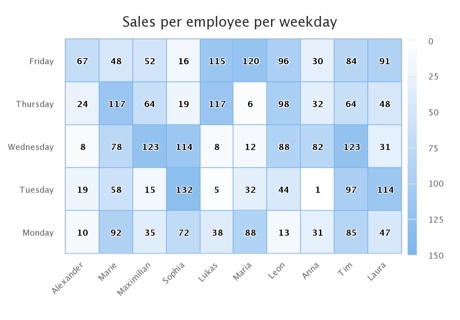 Sales per employee per weekday
Friday 67 48 52 16 115 120 96 30 84 91
Thursday 24 117 64 19 117 6 98 32 64 48
Wednesday 8 78 123 114 8 12 88 82 123 31
Tuesday 19 58 15 132 5 32 44 1 97 114
Monday 10 92 35 72 38 88 13 31 85 47
Alexander Marie Maximilian Sophia Lukas Maria Leon Anna Tim Laura
0
25
50
75
100
125
150